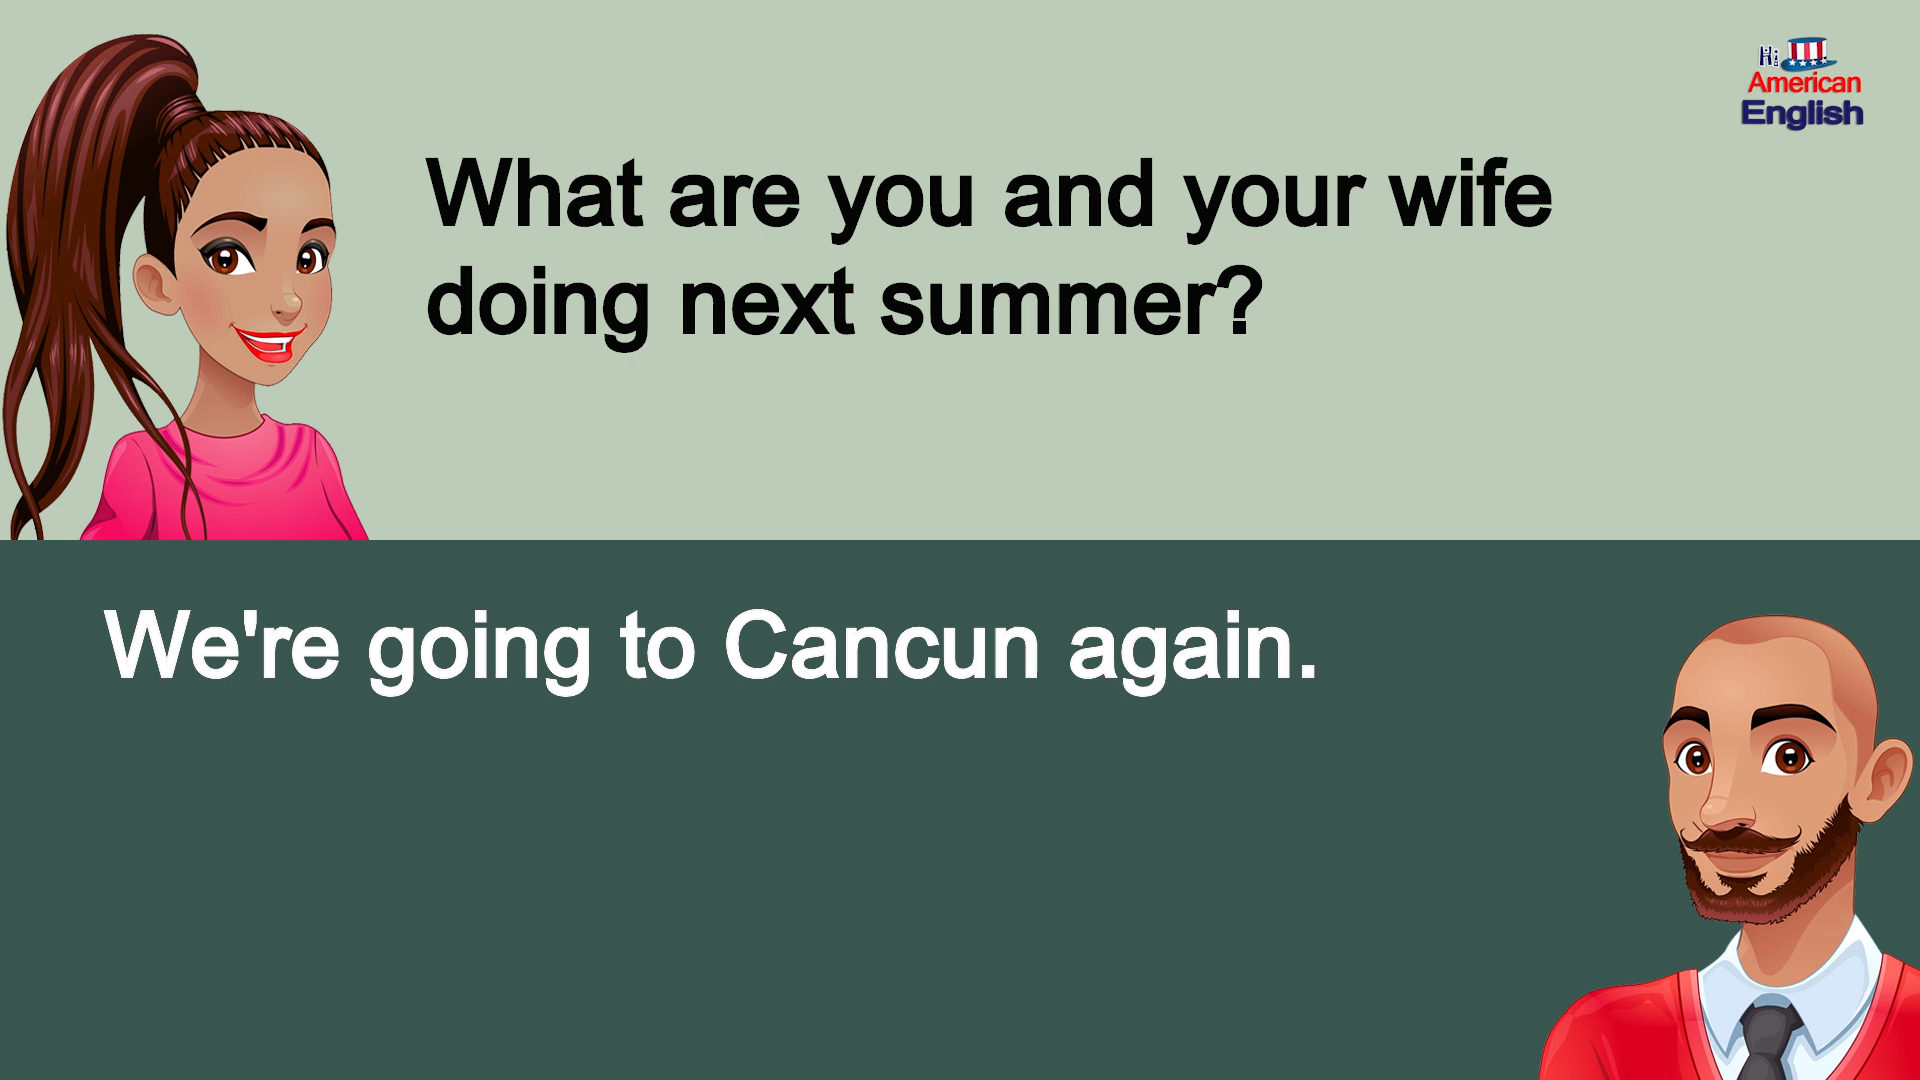 Hi
American
English
What are you and your wife
doing next summer?
We're going to Cancun again.